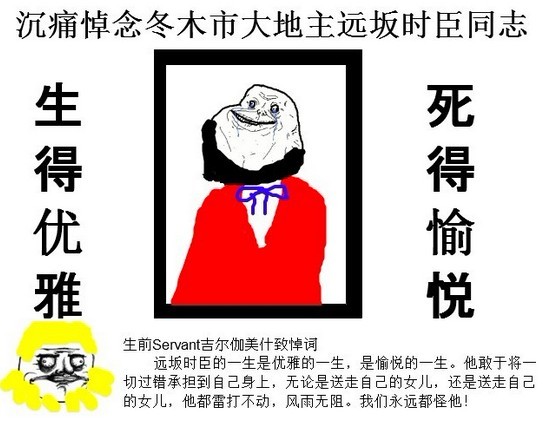 沉痛悼念冬木市大地主远坂时臣同志
生得优雅
死得愉悦
生前Servant吉尔伽美什致悼词
远坂时臣的一生是优雅的一生，是愉悦的一生。他敢于将一
切过错承担到自己身上，无论是送走自己的女儿，还是送走自己
的女儿，他都雷打不动，风雨无阻。我们永远都怪他！